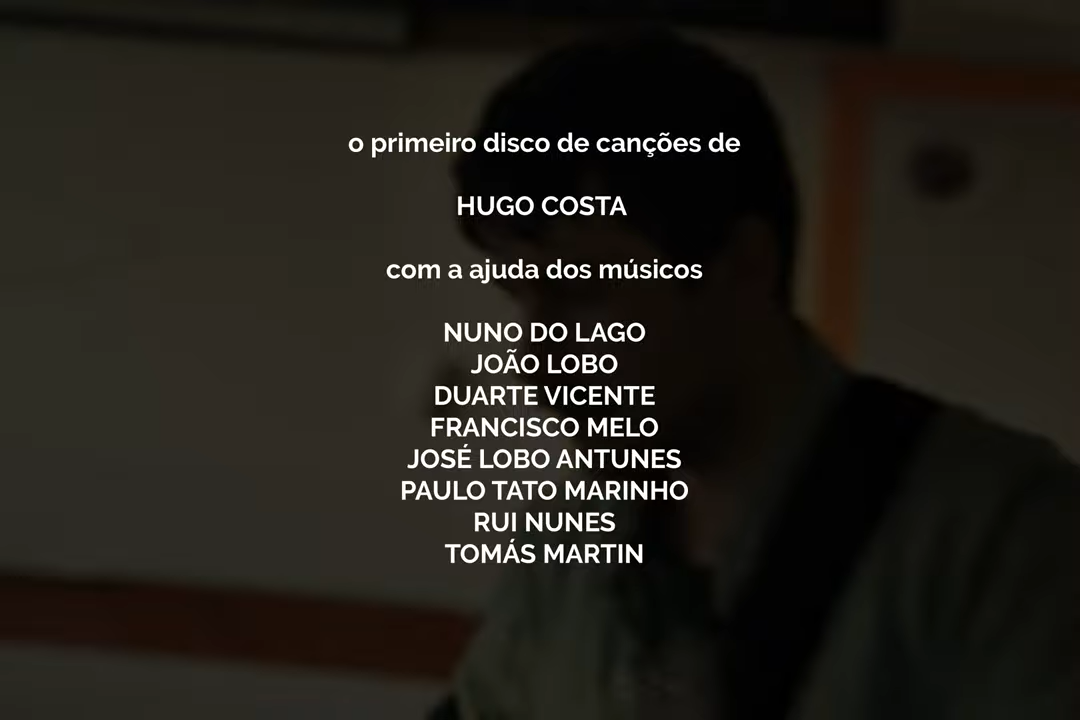 o primeiro disco de canções de
HUGO COSTA
com a ajuda dos músicos
NUNO DO LAGO
JOÃO LOBO
DUARTE VICENTE
FRANCISCO MELO
JOSÉ LOBO ANTUNES
PAULO TATO MARINHO
RUI NUNES
TOMÁS MARTIN